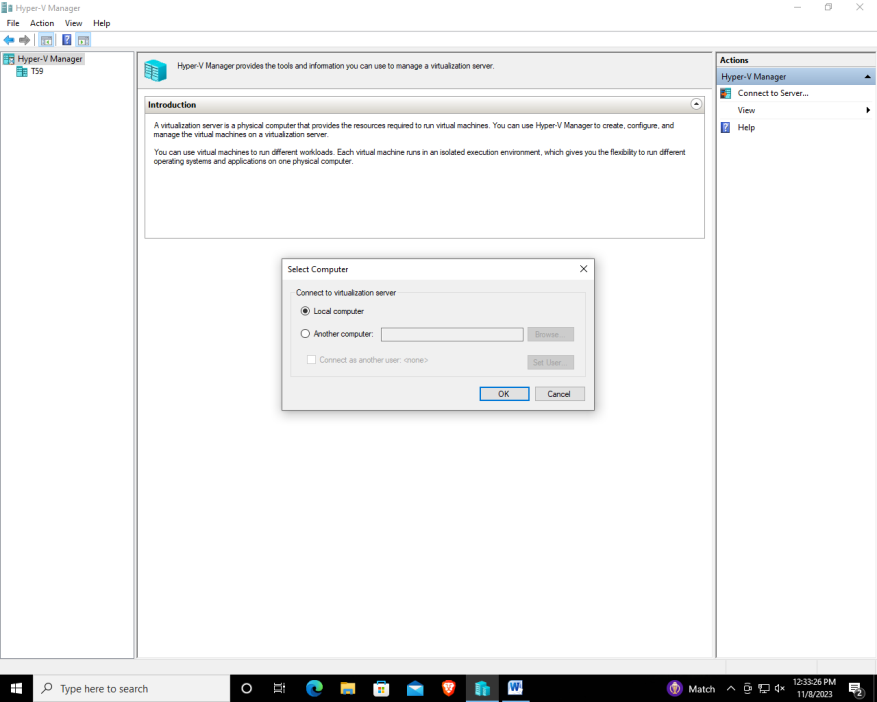 Hyper-V Manager
File Action View Help
Hyper-V Manager
T59
Hyper-V Manager provides the tools and information you can use to manage a virtualization server.
Introduction
A virtualization server is a physical computer that provides the resources required to run virtual machines. You can use Hyper-V Manager to create, configure, and
manage the virtual machines on a virtualization server.
You can use virtual machines to run different workloads. Each virtual machine runs in an isolated execution environment, which gives you the flexibility to run different
operating systems and applications on one physical computer.
Select Computer
Connect to virtualization server
Local computer
Another computer:
Browse...
Connect as another user: <none>
Set User...
OK
Cancel
Actions
Hyper-V Manager
Connect to Server...
View
Help
Type here to search
Match
12:33:26 PM
11/8/2023
2